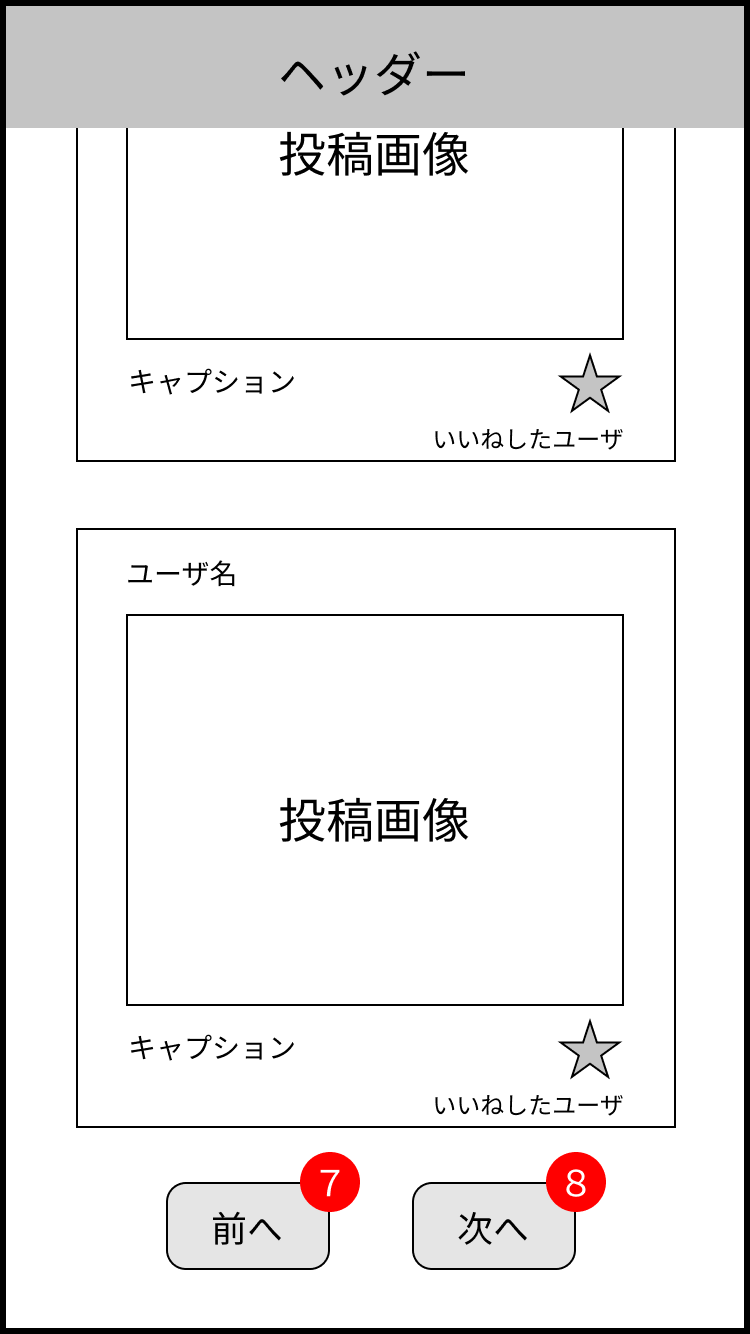 ヘッダー
投稿画像
キャプション
いいねしたユーザ
ユーザ名
投稿画像
キャプション
いいねしたユーザ
7
8
前へ
次へ